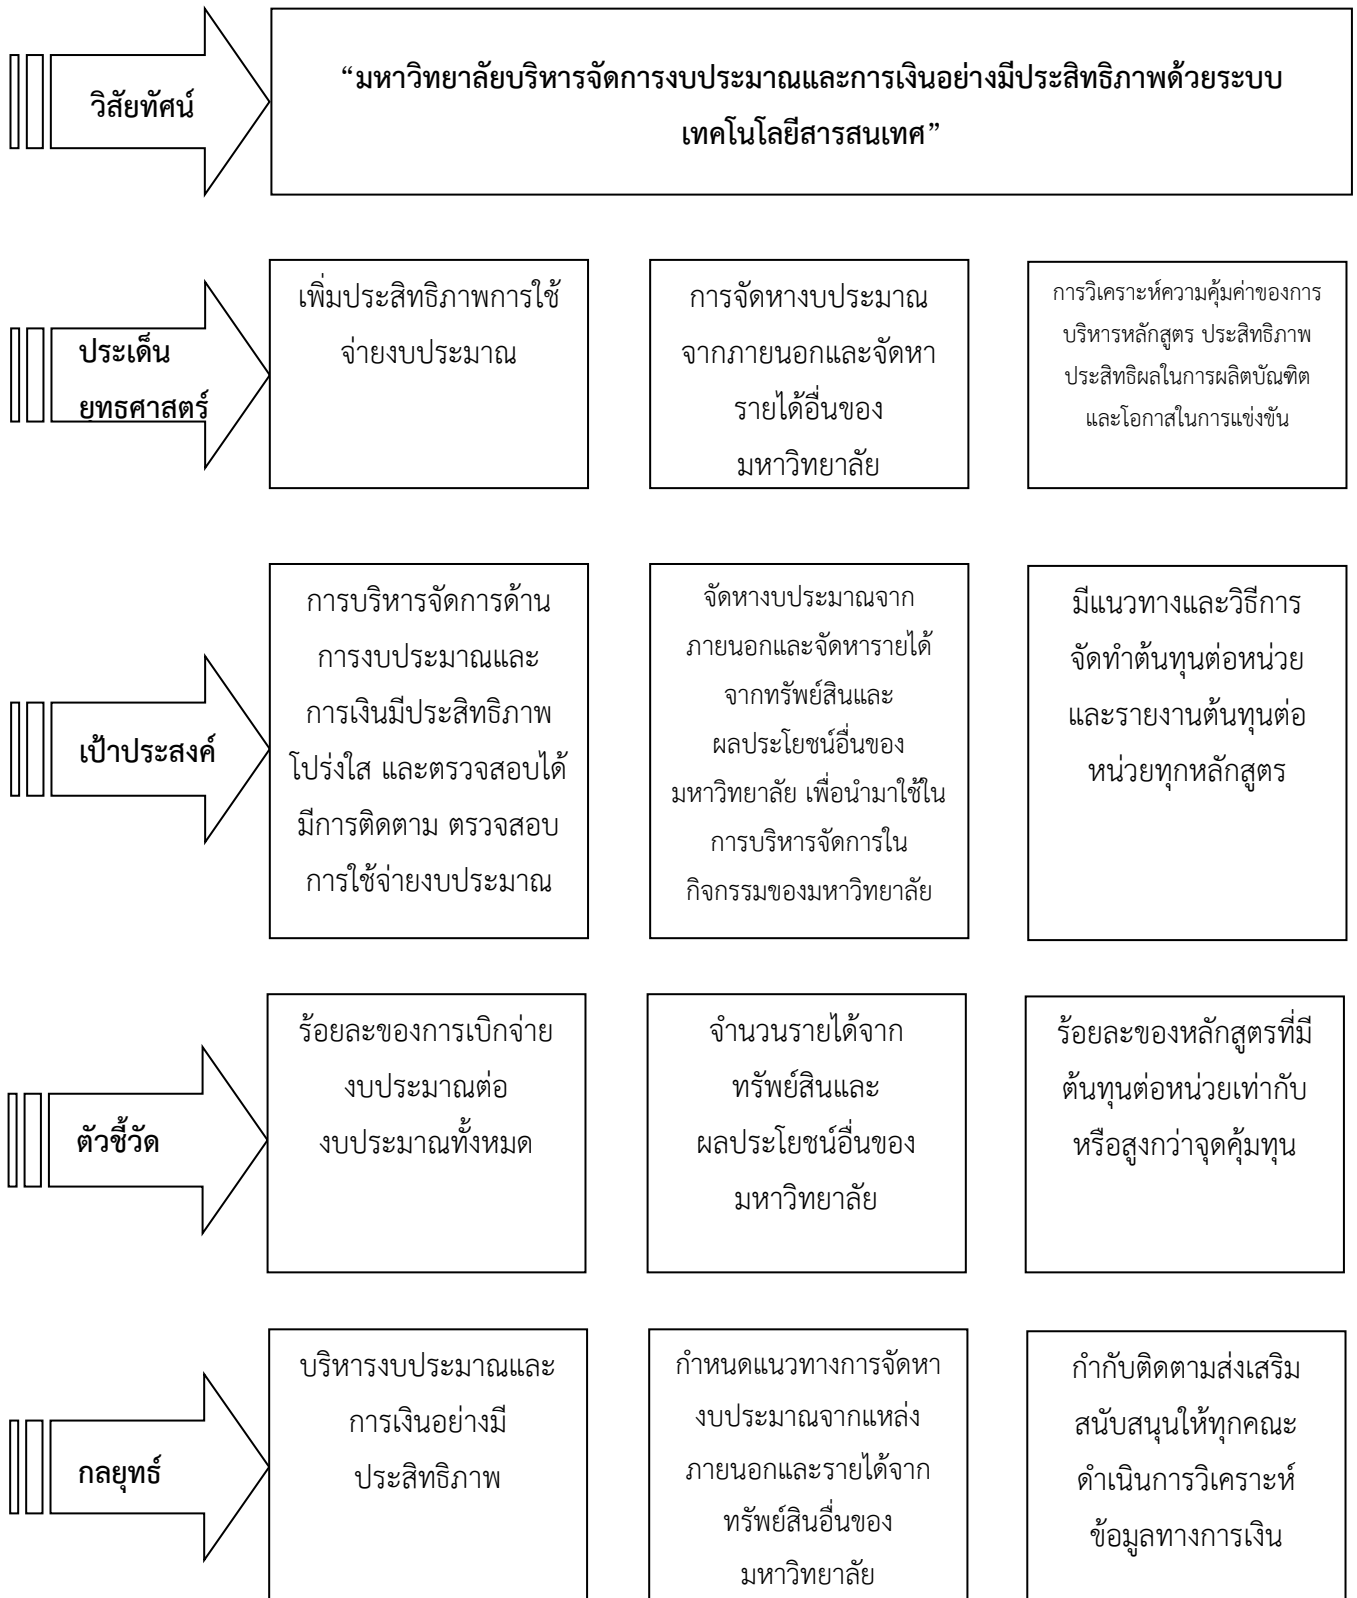 วิสัยทัศน์
“มหาวิทยาลัยบริหารจัดการงบประมาณและการเงินอย่างมีประสิทธิภาพด้วยระบบ
เทคโนโลยีสารสนเทศ”
ประเด็น
ยุทธศาสตร์
เพิ่มประสิทธิภาพการใช้
จ่ายงบประมาณ
การจัดหางบประมาณ
จากภายนอกและจัดหา
รายได้อื่นของ
มหาวิทยาลัย
การวิเคราะห์ความคุ้มค่าของการ
บริหารหลักสูตร ประสิทธิภาพ
ประสิทธิผลในการผลิตบัณฑิต
และโอกาสในการแข่งขัน
เป้าประสงค์
การบริหารจัดการด้าน
การงบประมาณและ
การเงินมีประสิทธิภาพ
โปร่งใส และตรวจสอบได้
มีการติดตาม ตรวจสอบ
การใช้จ่ายงบประมาณ
จัดหางบประมาณจาก
ภายนอกและจัดหารายได้
จากทรัพย์สินและ
ผลประโยชน์อื่นของ
มหาวิทยาลัย เพื่อนำมาใช้ใน
การบริหารจัดการใน
กิจกรรมของมหาวิทยาลัย
มีแนวทางและวิธีการ
จัดทำต้นทุนต่อหน่วย
และรายงานต้นทุนต่อ
หน่วยทุกหลักสูตร
ตัวชี้วัด
ร้อยละของการเบิกจ่าย
งบประมาณต่อ
งบประมาณทั้งหมด
จำนวนรายได้จาก
ทรัพย์สินและ
ผลประโยชน์อื่นของ
มหาวิทยาลัย
ร้อยละของหลักสูตรที่มี
ต้นทุนต่อหน่วยเท่ากับ
หรือสูงกว่าจุดคุ้มทุน
กลยุทธ์
บริหารงบประมาณและ
การเงินอย่างมี
ประสิทธิภาพ
กำหนดแนวทางการจัดหา
งบประมาณจากแหล่ง
ภายนอกและรายได้จาก
ทรัพย์สินอื่นของ
มหาวิทยาลัย
กำกับติดตามส่งเสริม
สนับสนุนให้ทุกคณะ
ดำเนินการวิเคราะห์
ข้อมูลทางการเงิน